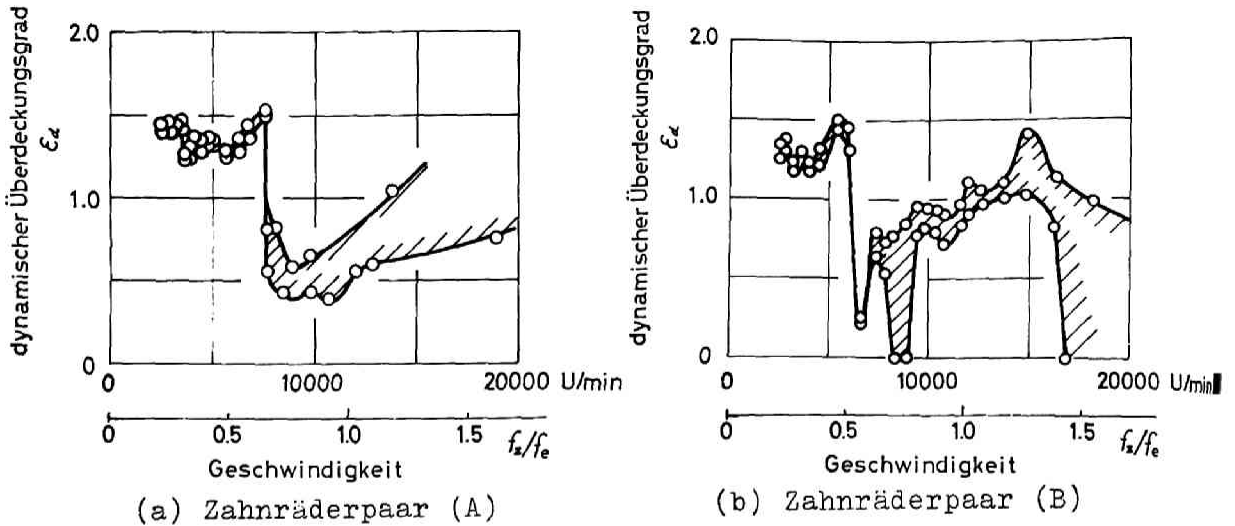 dynamischer Überdeckungsgrad
εα
2.0
1.0
0
0 10000 20000 U/min
0 0.5 1.0 1.5 fz/fe
Geschwindigkeit
(a) Zahnräderpaar (A)
dynamischer Überdeckungsgrad
εα
2.0
1.0
0
0 10000 20000 U/min
0 0.5 1.0 1.5 fz/fe
Geschwindigkeit
(b) Zahnräderpaar (B)